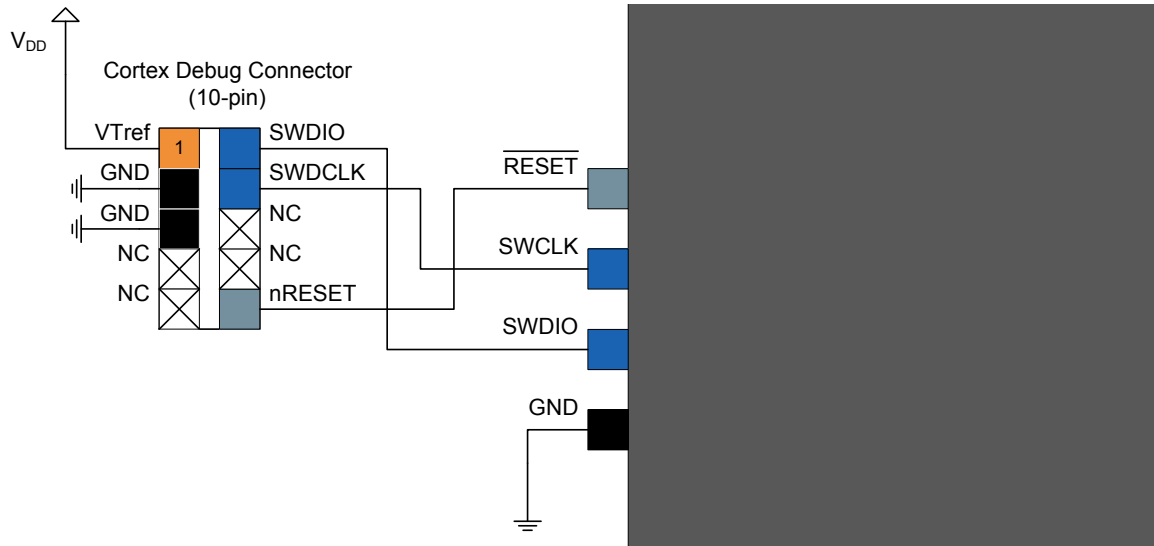 V_DD
Cortex Debug Connector
(10-pin)
VTref
1
SWDIO
GND
SWDCLK
GND
NC
NC
NC
NC
nRESET
RESET
SWCLK
SWDIO
GND